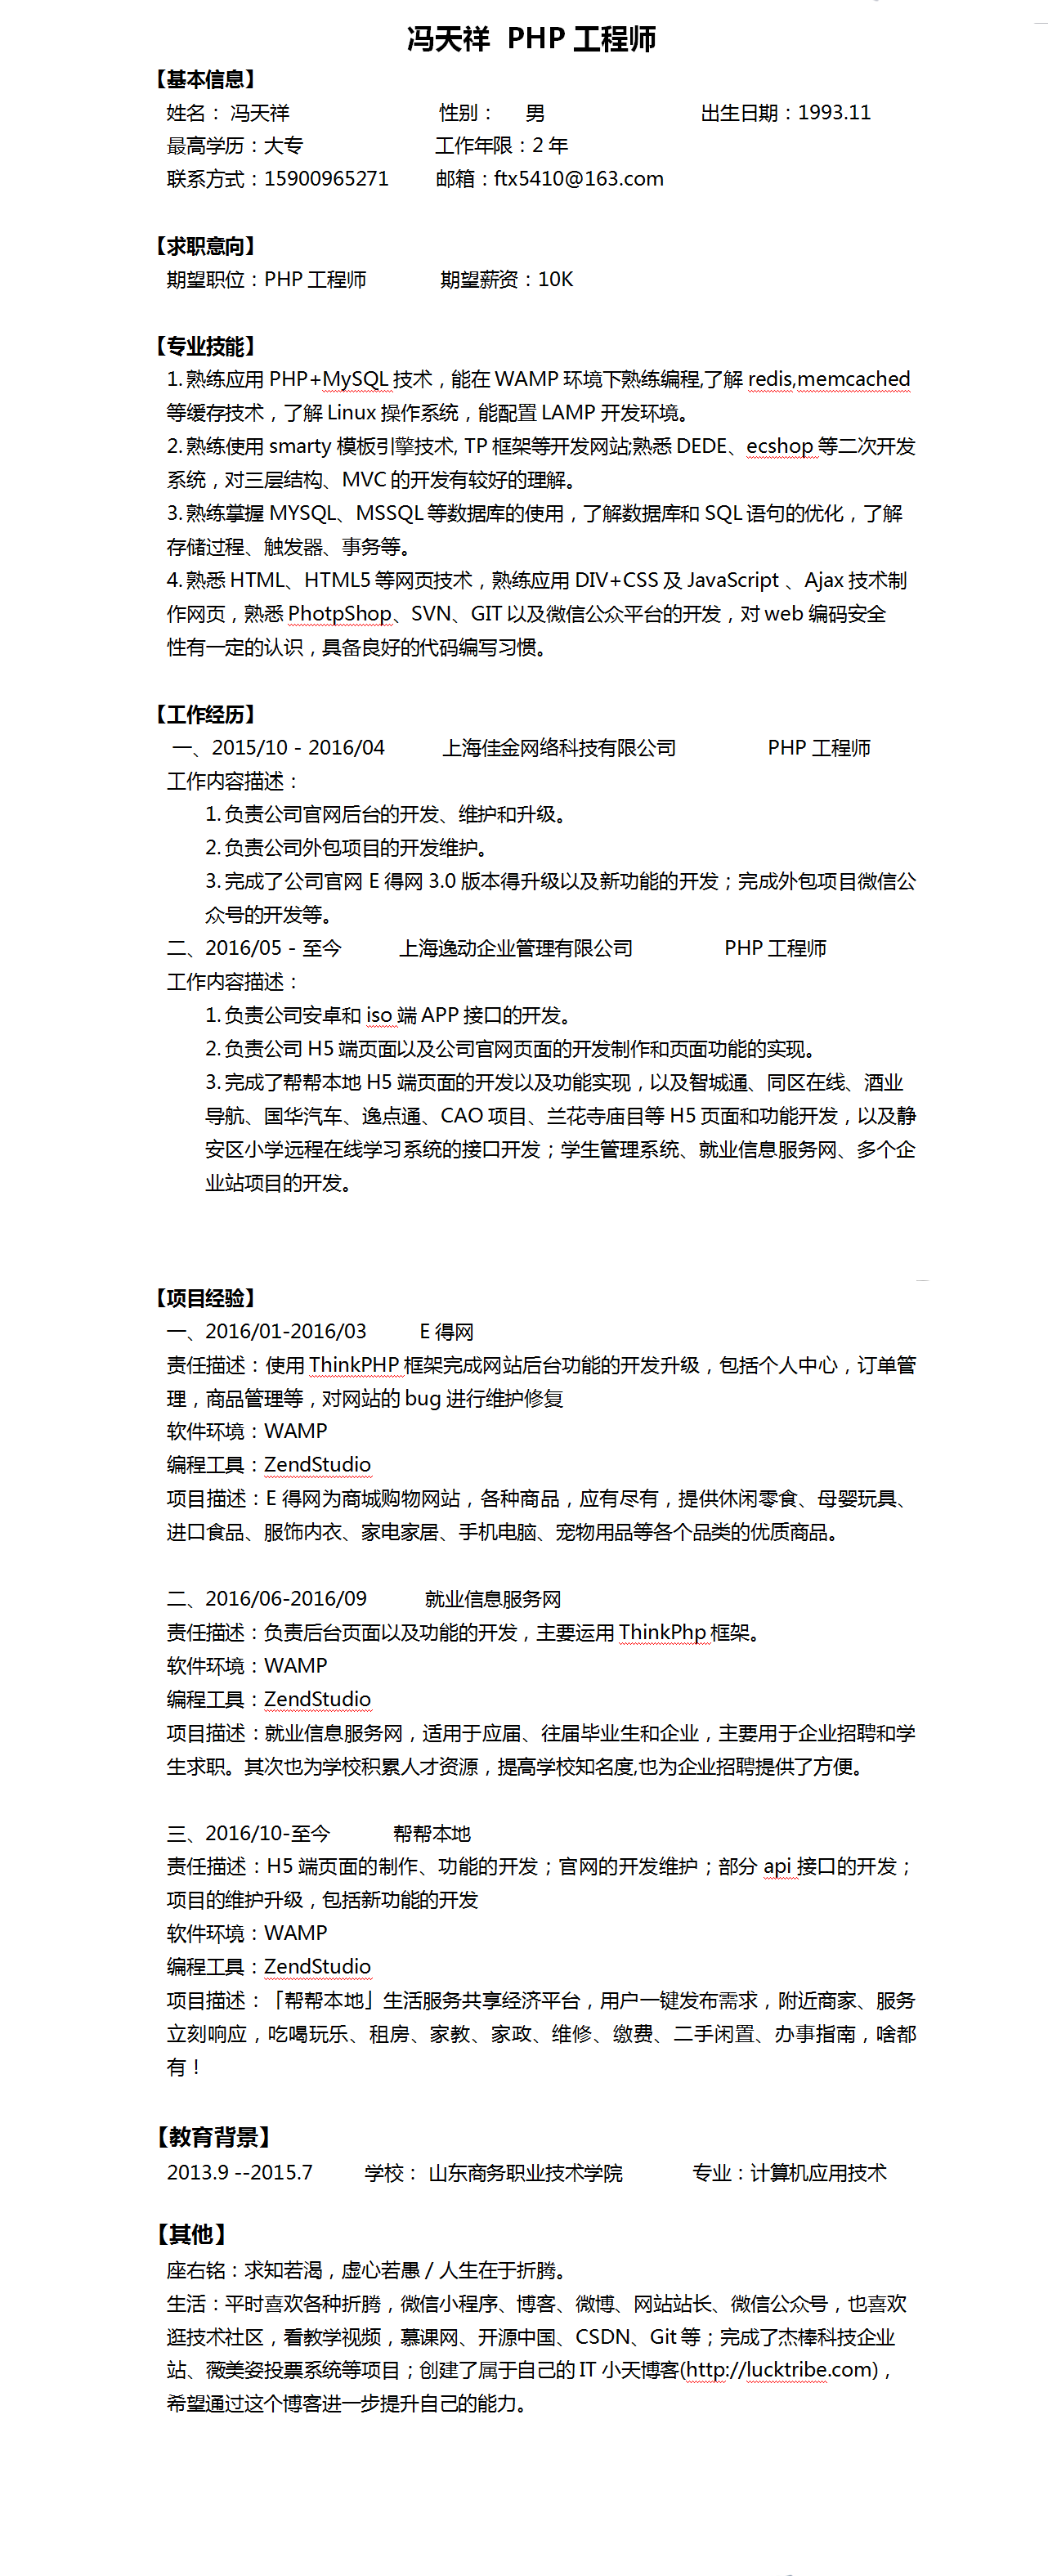 冯天祥 PHP 工程师
【基本信息】
姓名： 冯天祥 性别： 男 出生日期：1993.11
最高学历：大专 工作年限：2 年
联系方式：15900965271 邮箱：ftx5410@163.com
【求职意向】
期望职位：PHP 工程师 期望薪资：10K
【专业技能】
1. 熟练应用 PHP+MySQL 技术，能在 WAMP 环境下熟练编程,了解 redis,memcached
等缓存技术，了解 Linux 操作系统，能配置 LAMP 开发环境。
2. 熟练使用 smarty 模板引擎技术, TP 框架等开发网站;熟悉 DEDE、ecshop 等二次开发
系统，对三层结构、MVC 的开发有较好的理解。
3. 熟练掌握 MYSQL、MSSQL 等数据库的使用，了解数据库和 SQL 语句的优化，了解
存储过程、触发器、事务等。
4. 熟悉 HTML、HTML5 等网页技术，熟练应用 DIV+CSS 及 JavaScript 、Ajax 技术制
作网页，熟悉 PhotpShop、SVN、GIT 以及微信公众平台的开发，对 web 编码安全
性有一定的认识，具备良好的代码编写习惯。
【工作经历】
一、2015/10 - 2016/04 上海佳金网络科技有限公司 PHP 工程师
工作内容描述：
1. 负责公司官网后台的开发、维护和升级。
2. 负责公司外包项目的开发维护。
3. 完成了公司官网 E 得网 3.0 版本得升级以及新功能的开发；完成外包项目微信公
众号的开发等。
二、2016/05 - 至今 上海逸动企业管理有限公司 PHP 工程师
工作内容描述：
1. 负责公司安卓和 iso 端 APP 接口的开发。
2. 负责公司 H5 端页面以及公司官网页面的开发制作和页面功能的实现。
3. 完成了帮帮本地 H5 端页面的开发以及功能实现，以及智城通、同区在线、酒业
导航、国华汽车、逸点通、CAO 项目、兰花寺庙目等 H5 页面和功能开发，以及静
安区小学远程在线学习系统的接口开发；学生管理系统、就业信息服务网、多个企
业站项目的开发。
【项目经验】
一、2016/01-2016/03 E 得网
责任描述：使用 ThinkPHP 框架完成网站后台功能的开发升级，包括个人中心，订单管
理，商品管理等，对网站的 bug 进行维护修复
软件环境：WAMP
编程工具：ZendStudio
项目描述：E 得网为商城购物网站，各种商品，应有尽有，提供休闲零食、母婴玩具、
进口食品、服饰内衣、家电家居、手机电脑、宠物用品等各个品类的优质商品。
二、2016/06-2016/09 就业信息服务网
责任描述：负责后台页面以及功能的开发，主要运用 ThinkPhp 框架。
软件环境：WAMP
编程工具：ZendStudio
项目描述：就业信息服务网，适用于应届、往届毕业生和企业，主要用于企业招聘和学
生求职。其次也为学校积累人才资源，提高学校知名度,也为企业招聘提供了方便。
三、2016/10-至今 帮帮本地
责任描述：H5 端页面的制作、功能的开发；官网的开发维护；部分 api 接口的开发；
项目的维护升级，包括新功能的开发
软件环境：WAMP
编程工具：ZendStudio
项目描述：「帮帮本地」生活服务共享经济平台，用户一键发布需求，附近商家、服务
立刻响应，吃喝玩乐、租房、家教、家政、维修、缴费、二手闲置、办事指南，啥都
有！
【教育背景】
2013.9 --2015.7 学校： 山东商务职业技术学院 专业：计算机应用技术
【其他】
座右铭：求知若渴，虚心若愚 / 人生在于折腾。
生活：平时喜欢各种折腾，微信小程序、博客、微博、网站站长、微信公众号，也喜欢
逛技术社区，看教学视频，慕课网、开源中国、CSDN、Git 等；完成了杰棒科技企业
站、薇美姿投票系统等项目；创建了属于自己的 IT 小天博客(http://lucktribe.com)，
希望通过这个博客进一步提升自己的能力。